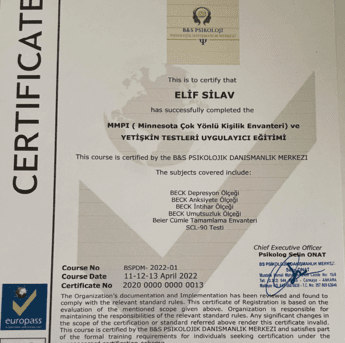 CERTIFICATE
B&S PSİKOLOJİ
This is to certify that
ELİF SİLAV
has successfully completed the
MMPI ( Minnesota Çok Yönlü Kişilik Envanteri) ve
YETİŞKİN TESTLERİ UYGULAYICI EĞİTİMİ
This course is certified by the B&S PSIKOLOJIK DANISMANLIK MERKEZI
The subjects covered include:
BECK Depresyon Ölçeği
BECK Anksiyete Ölçeği
BECK İntihar Ölçeği
BECK Umutsuzluk Ölçeği
Beier Cümle Tamamlama Envanteri
SCL-90 Testi
Chief Executive Officer
Psikolog Selin ONAT
Course No BSPDM- 2022-01
Course Date 11-12-13 April 2022
Certificate No 2020 0000 0000 0013
The Organization's documentation and Implementation has been reviewed and found to
comply with the relevant standard rules. This certificate of Registration is based on the
evaluation of the mentioned scope given above. Organization is responsible for
maintaining the responsibilities of the relevant standard rules. Any significant changes in
the scope of the certification or standard referred above render this certificate invalid.
This course is certified by the B&S PSIKOLOJIK DANISMANLIK MERKEZI and satisfies part
of the formal training requirements for individuals seeking certification under the
europass